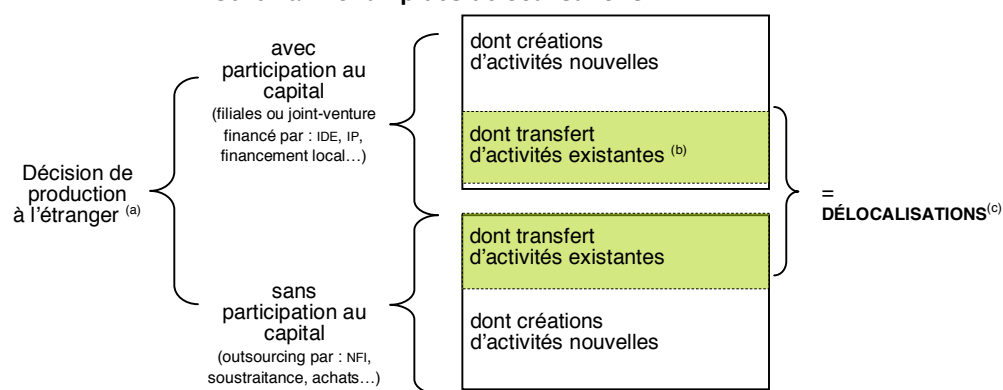 avec
participation au
capital
(filiales ou joint-venture
financé par : IDE, IP,
financement local…)
dont créations
d'activités nouvelles
dont transfert
d'activités existantes (b)
Décision de
production
à l'étranger (a)
=
DÉLOCALISATIONS(c)
dont transfert
d'activités existantes
sans
participation au
capital
(outsourcing par : NFI,
soustraitance, achats…)
dont créations
d'activités nouvelles